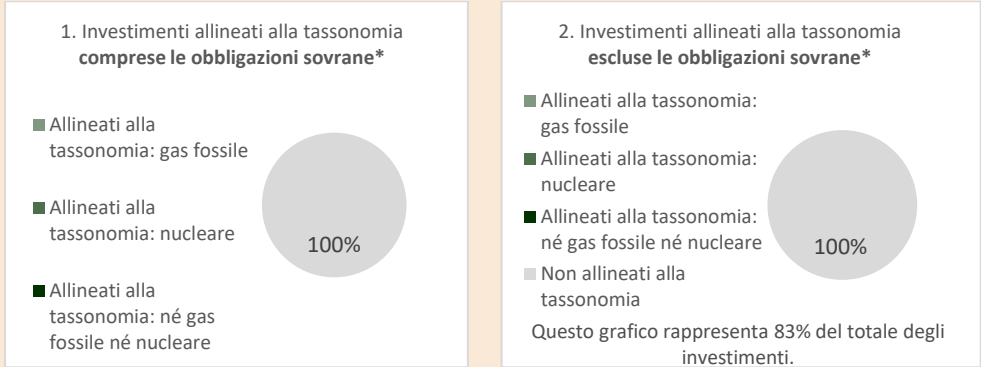 1. Investimenti allineati alla tassonomia
comprese le obbligazioni sovrane*
Allineati alla
tassonomia: gas fossile
Allineati alla
tassonomia: nucleare
Allineati alla
tassonomia: né gas
fossile né nucleare
100%
2. Investimenti allineati alla tassonomia
escluse le obbligazioni sovrane*
Allineati alla tassonomia:
gas fossile
Allineati alla tassonomia:
nucleare
Allineati alla tassonomia:
né gas fossile né nucleare
Non allineati alla
tassonomia
100%
Questo grafico rappresenta 83% del totale degli
investimenti.